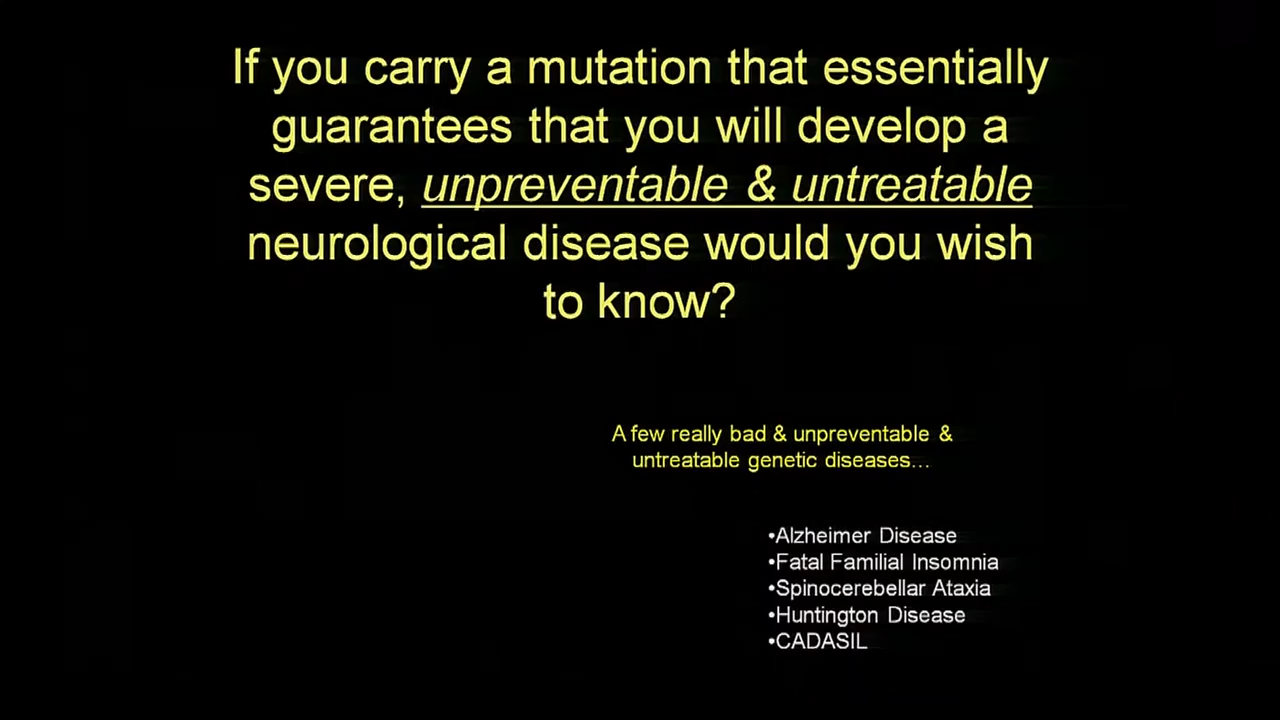 If you carry a mutation that essentially
guarantees that you will develop a
severe, unpreventable & untreatable
neurological disease would you wish
to know?
A few really bad & unpreventable &
untreatable genetic diseases...
•Alzheimer Disease
•Fatal Familial Insomnia
•Spinocerebellar Ataxia
•Huntington Disease
•CADASIL